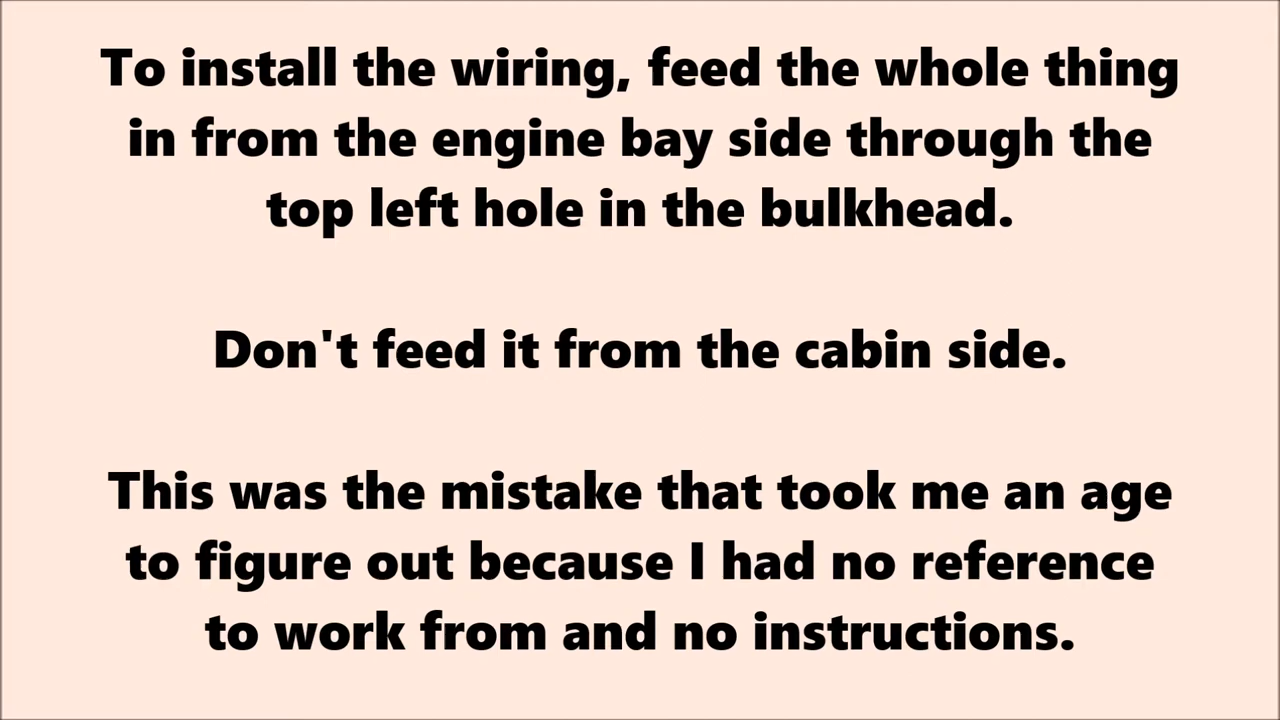 To install the wiring, feed the whole thing
in from the engine bay side through the
top left hole in the bulkhead.
Don't feed it from the cabin side.
This was the mistake that took me an age
to figure out because I had no reference
to work from and no instructions.